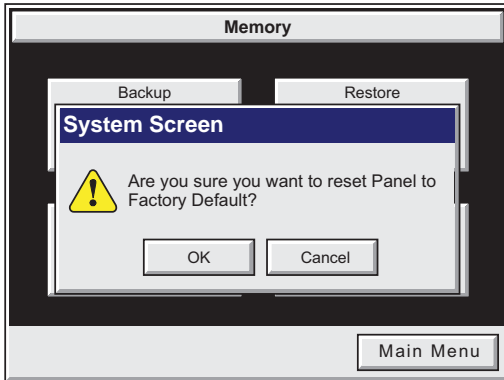 Memory
Backup
Restore
System Screen
Are you sure you want to reset Panel to
Factory Default?
OK
Cancel
Main Menu